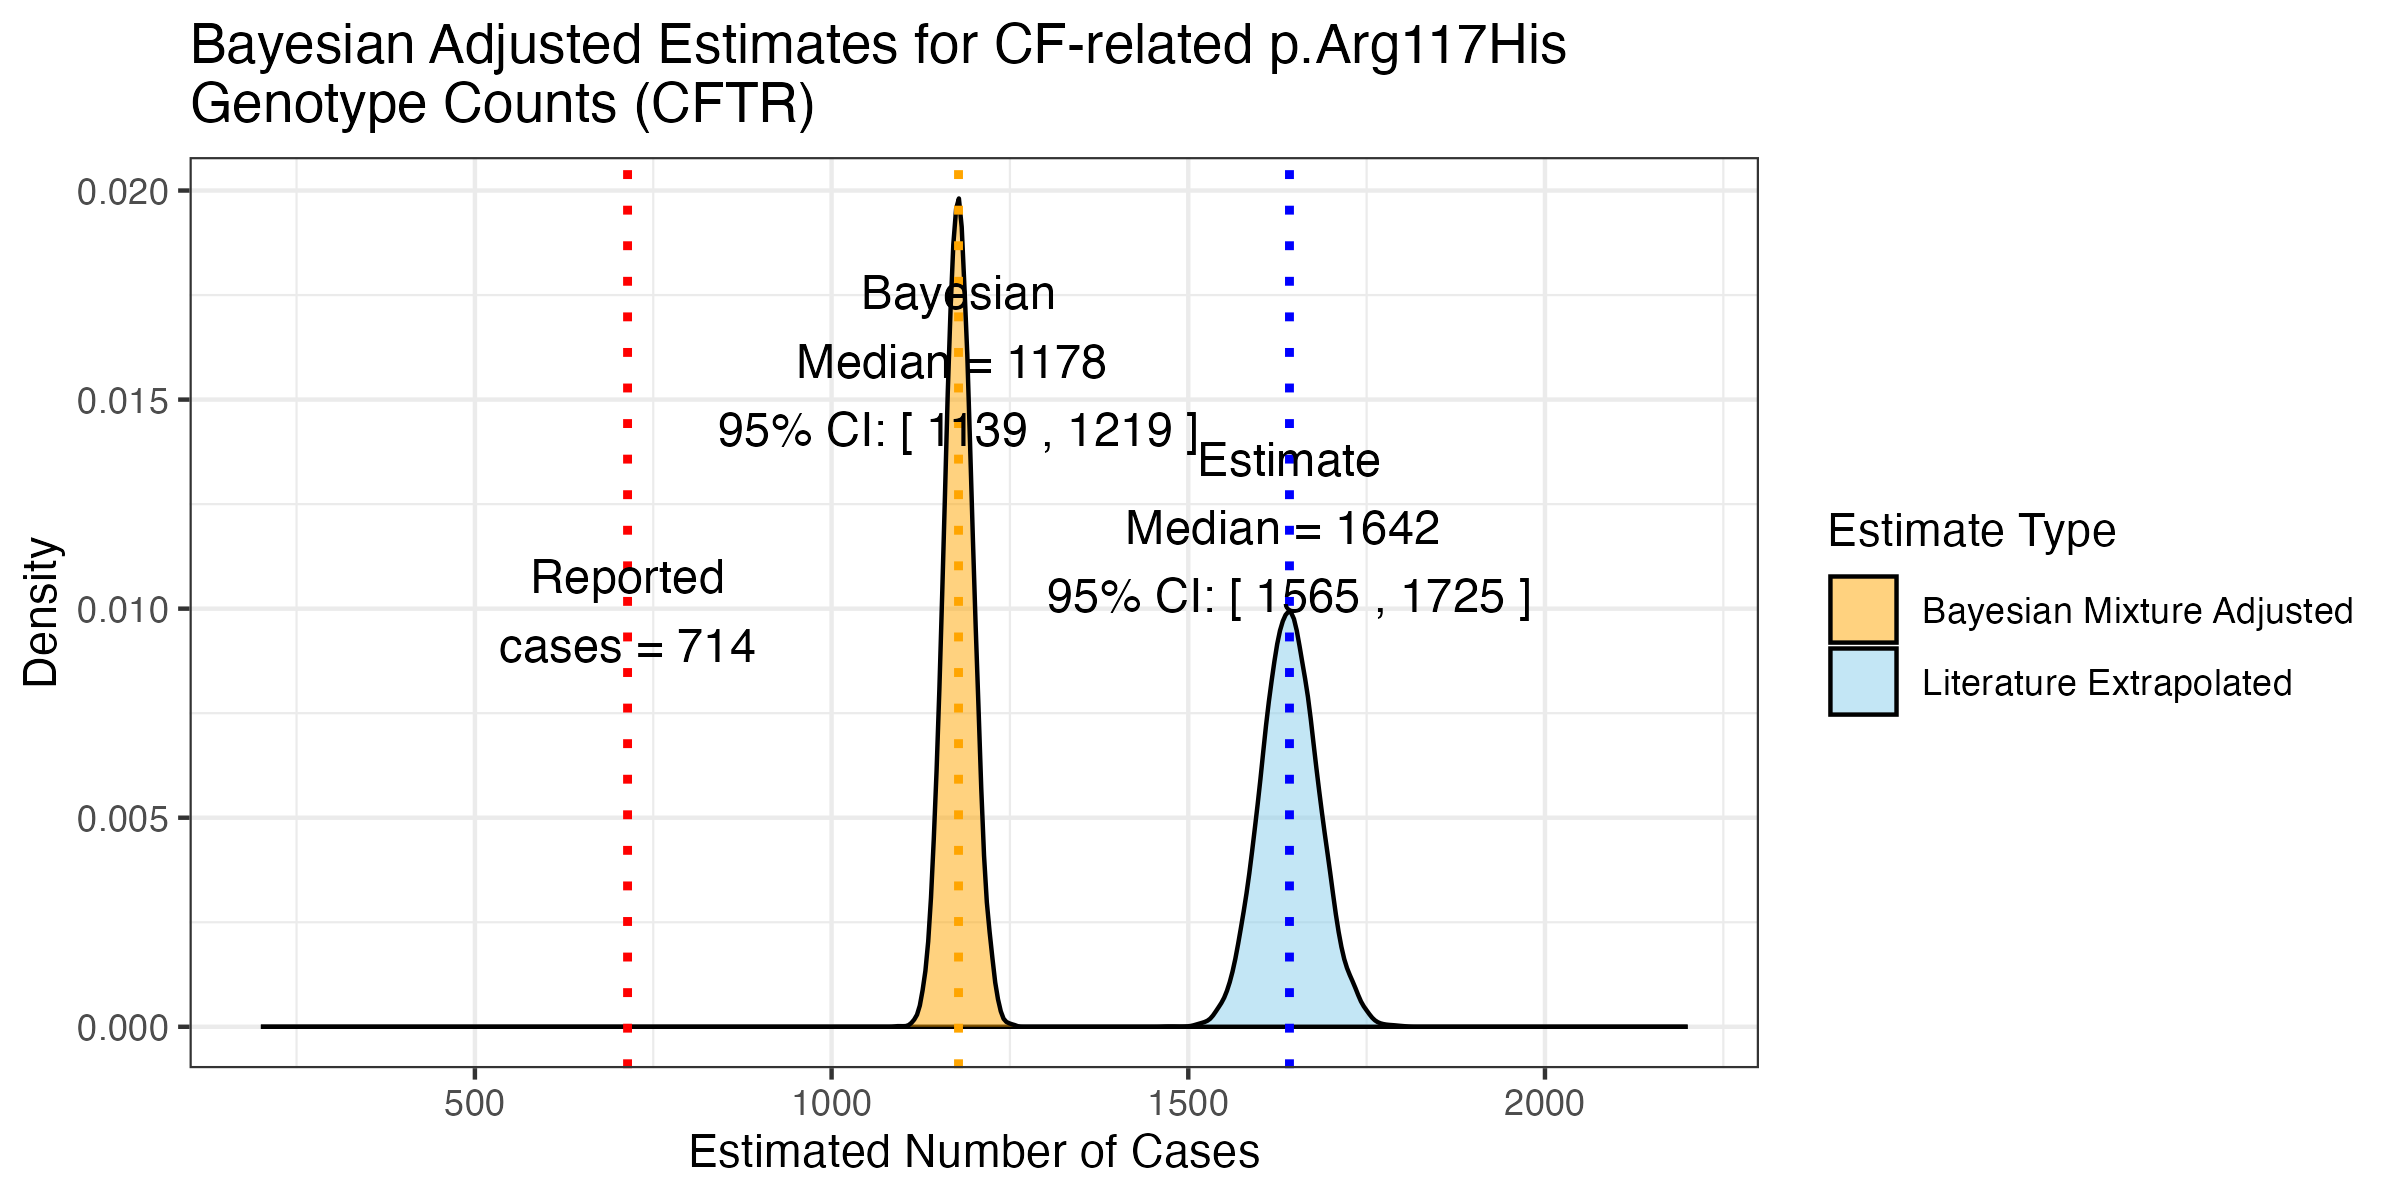 Bayesian Adjusted Estimates for CF-related p.Arg117His
Genotype Counts (CFTR)
0.020
0.015
0.010
0.005
0.000
Density
Bayesian
Median = 1178
95% CI: [ 1139 , 1219 ]
Estimate
Median = 1642
95% CI: [ 1565 , 1725 ]
Reported
cases = 714
500
1000
1500
2000
Estimated Number of Cases
Estimate Type
Bayesian Mixture Adjusted
Literature Extrapolated